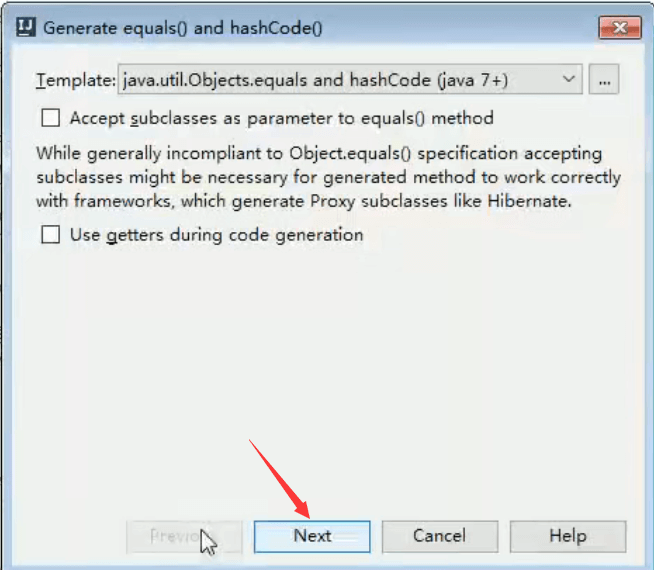 IJ Generate equals() and hashCode()
Template: java.util.Objects.equals and hashCode (java 7+) ...
Accept subclasses as parameter to equals() method
While generally incompliant to Object.equals() specification accepting
subclasses might be necessary for generated method to work correctly
with frameworks, which generate Proxy subclasses like Hibernate.
Use getters during code generation
Next Cancel Help